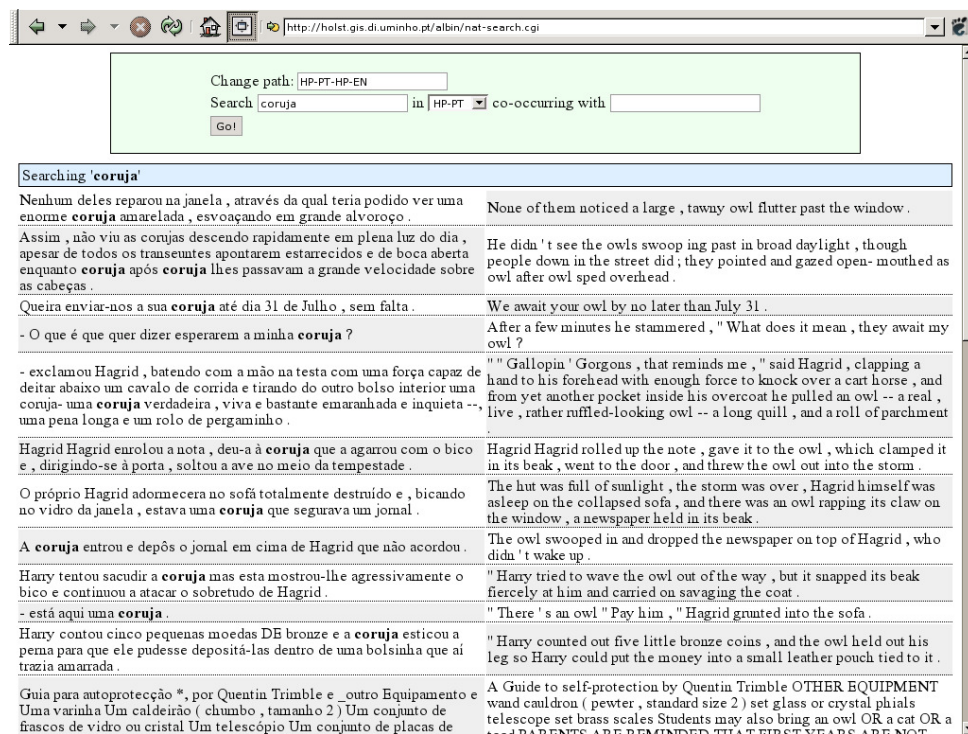 http://holst.gis.di.uminho.pt/albin/nat-search.cgi
Change path: HP-PT-HP-EN
Search coruja in HP-PT co-occurring with
Go!
Searching 'coruja'
Nenhum deles reparou na janela , através da qual teria podido ver uma
enorme coruja amarelada , esvoaçando em grande alvoroço .
None of them noticed a large , tawny owl flutter past the window .
Assim , não viu as corujas descendo rapidamente em plena luz do dia ,
apesar de todos os transeuntes apontarem estarrecidos e de boca aberta
enquanto coruja após coruja lhes passavam a grande velocidade sobre
as cabeças .
He didn ' t see the owls swoop ing past in broad daylight , though
people down in the street did ; they pointed and gazed open- mouthed as
owl after owl sped overhead .
Queira enviar-nos a sua coruja até dia 31 de Julho , sem falta .
We await your owl by no later than July 31 .
- O que é que quer dizer esperarem a minha coruja ?
After a few minutes he stammered , " What does it mean , they await my
owl ?
- exclamou Hagrid , batendo com a mão na testa com uma força capaz de
deitar abaixo um cavalo de corrida e tirando do outro bolso interior uma
coruja- uma coruja verdadeira , viva e bastante emaranhada e inquieta --,
uma pena longa e um rolo de pergaminho .
" " Gallopin ' Gorgons , that reminds me , " said Hagrid , clapping a
hand to his forehead with enough force to knock over a cart horse , and
from yet another pocket inside his overcoat he pulled an owl -- a real ,
live , rather ruffled-looking owl -- a long quill , and a roll of parchment
.
Hagrid Hagrid enrolou a nota , deu-a à coruja que a agarrou com o bico
e , dirigindo-se à porta , soltou a ave no meio da tempestade .
Hagrid Hagrid rolled up the note , gave it to the owl , which clamped it
in its beak , went to the door , and threw the owl out into the storm .
O próprio Hagrid adormecera no sofá totalmente destruído e , bicando
no vidro da janela , estava uma coruja que segurava um jornal .
The hut was full of sunlight , the storm was over , Hagrid himself was
asleep on the collapsed sofa , and there was an owl rapping its claw on
the window , a newspaper held in its beak .
A coruja entrou e depôs o jornal em cima de Hagrid que não acordou .
The owl swooped in and dropped the newspaper on top of Hagrid , who
didn ' t wake up .
Harry tentou sacudir a coruja mas esta mostrou-lhe agressivamente o
bico e continuou a atacar o sobretudo de Hagrid .
" Harry tried to wave the owl out of the way , but it snapped its beak
fiercely at him and carried on savaging the coat .
- está aqui uma coruja .
" There ' s an owl " Pay him , " Hagrid grunted into the sofa .
Harry contou cinco pequenas moedas DE bronze e a coruja esticou a
perna para que ele pudesse depositá-las dentro de uma bolsinha que aí
trazia amarrada .
" Harry counted out five little bronze coins , and the owl held out his
leg so Harry could put the money into a small leather pouch tied to it .
Guia para autoprotecção *, por Quentin Trimble e _outro Equipamento e
Uma varinha Um caldeirão ( chumbo , tamanho 2 ) Um conjunto de
frascos de vidro ou cristal Um telescópio Um conjunto de placas de
A Guide to self-protection by Quentin Trimble OTHER EQUIPMENT
wand cauldron ( pewter , standard size 2 ) set glass or crystal phials
telescope set brass scales Students may also bring an owl OR a cat OR a
toad PARENTS ARE REMINDED THAT FIRST YEARS ARE NOT